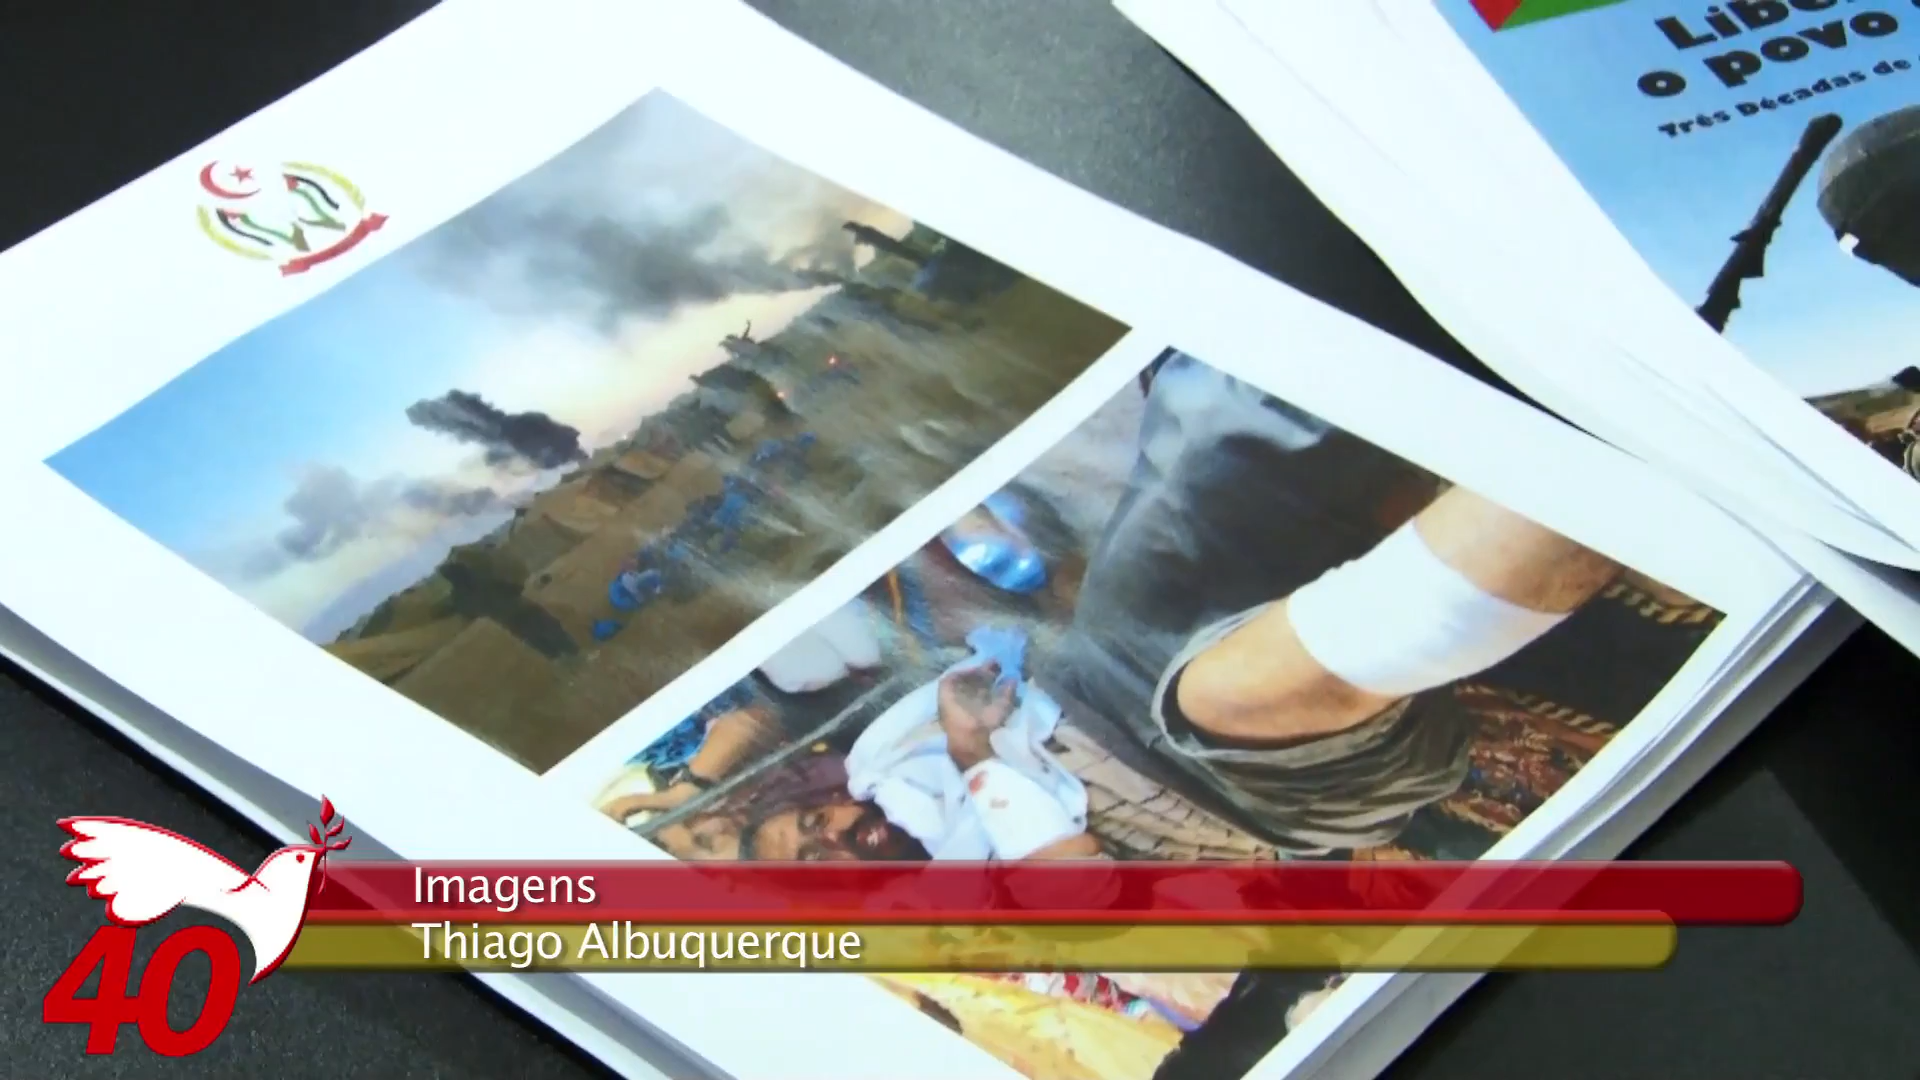 o povo
Três Décadas de
Imagens
Thiago Albuquerque
40